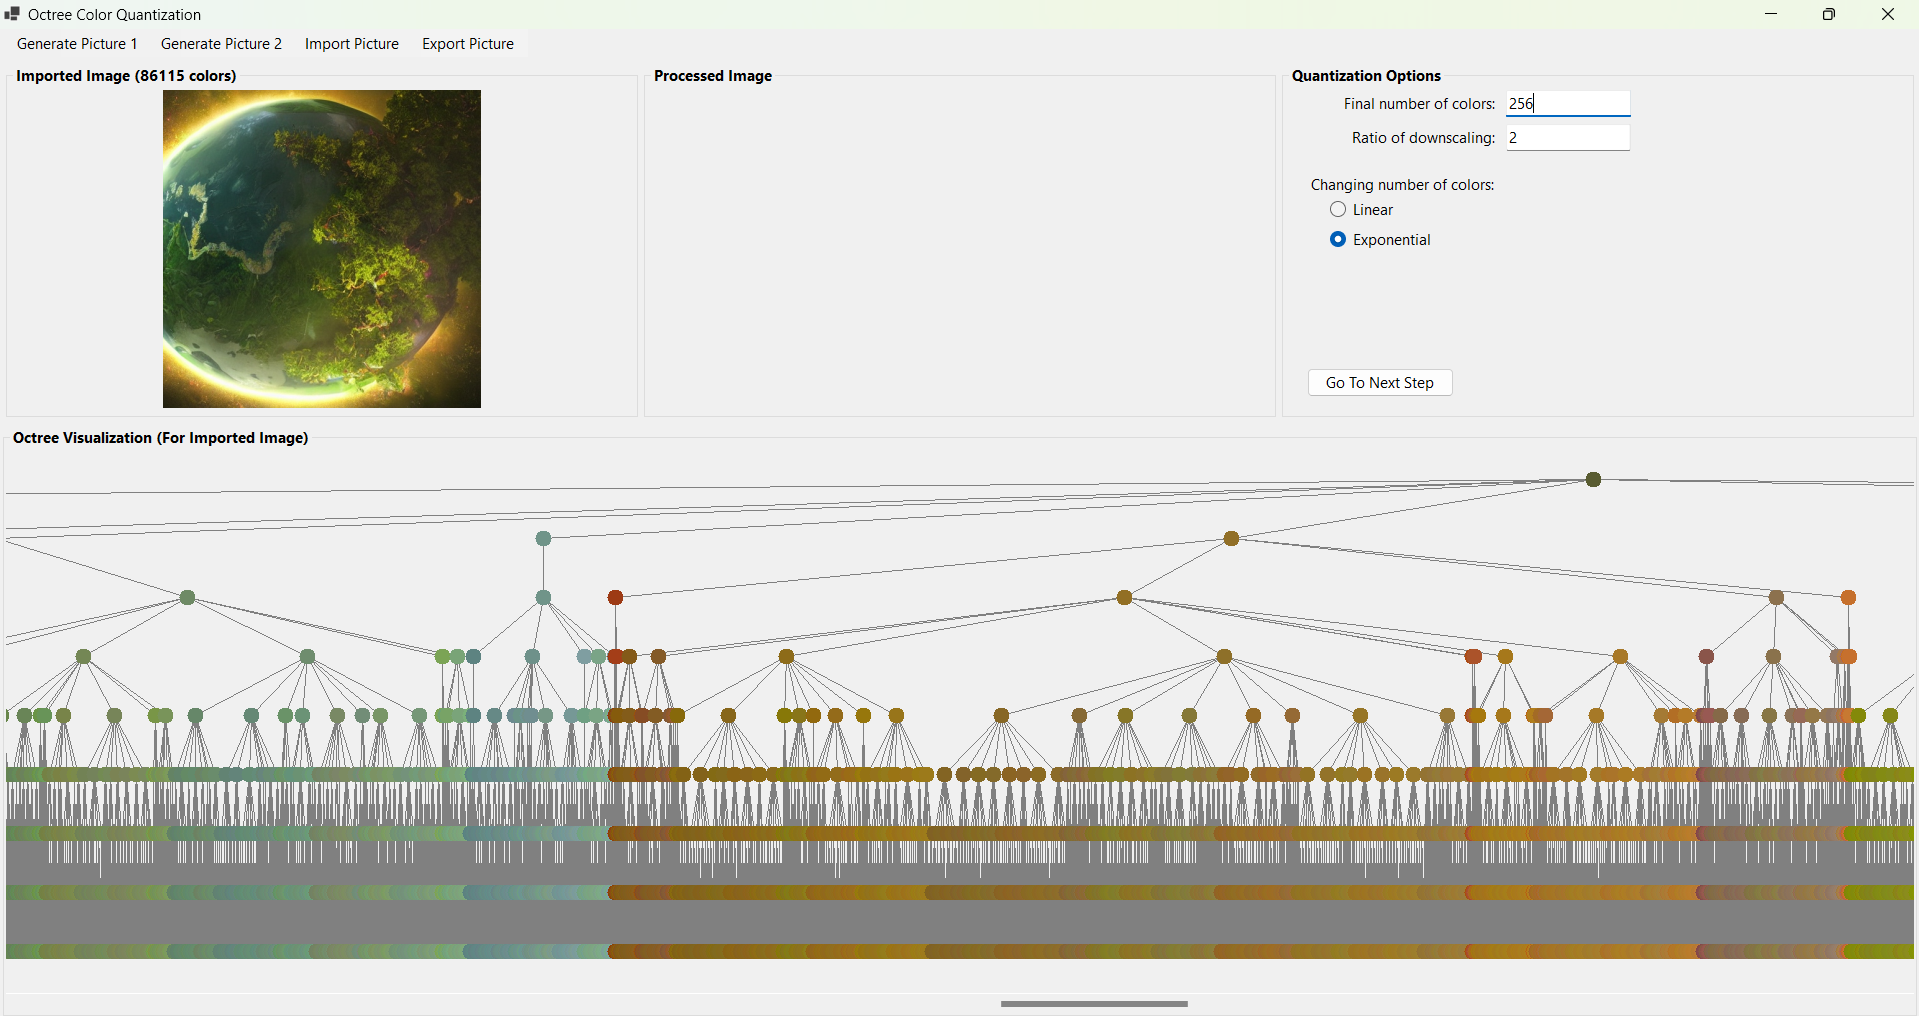 Octree Color Quantization
Generate Picture 1 Generate Picture 2 Import Picture Export Picture
Imported Image (86115 colors)
Processed Image
Quantization Options
Final number of colors: 256
Ratio of downscaling: 2
Changing number of colors:
Linear
Exponential
Go To Next Step
Octree Visualization (For Imported Image)